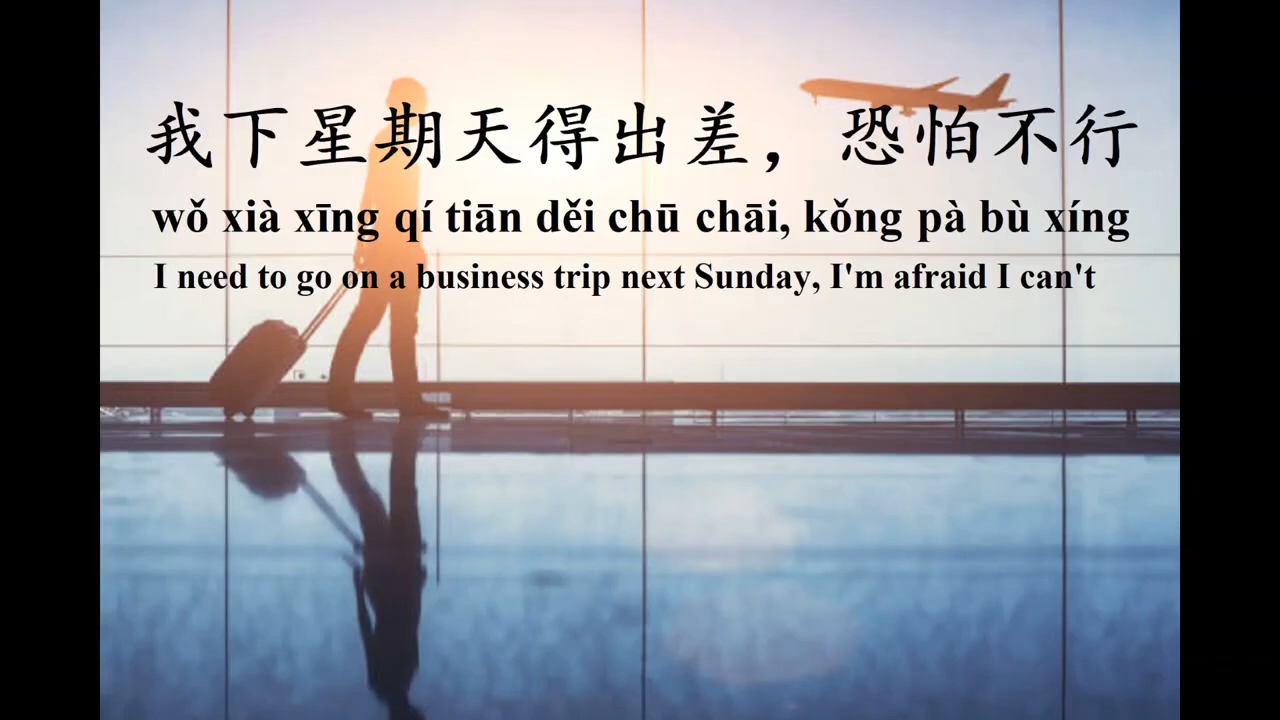 我下星期天得出差，恐怕不行
wǒ xià xīng qí tiān děi chū chāi, kǒng pà bù xíng
I need to go on a business trip next Sunday, I'm afraid I can't